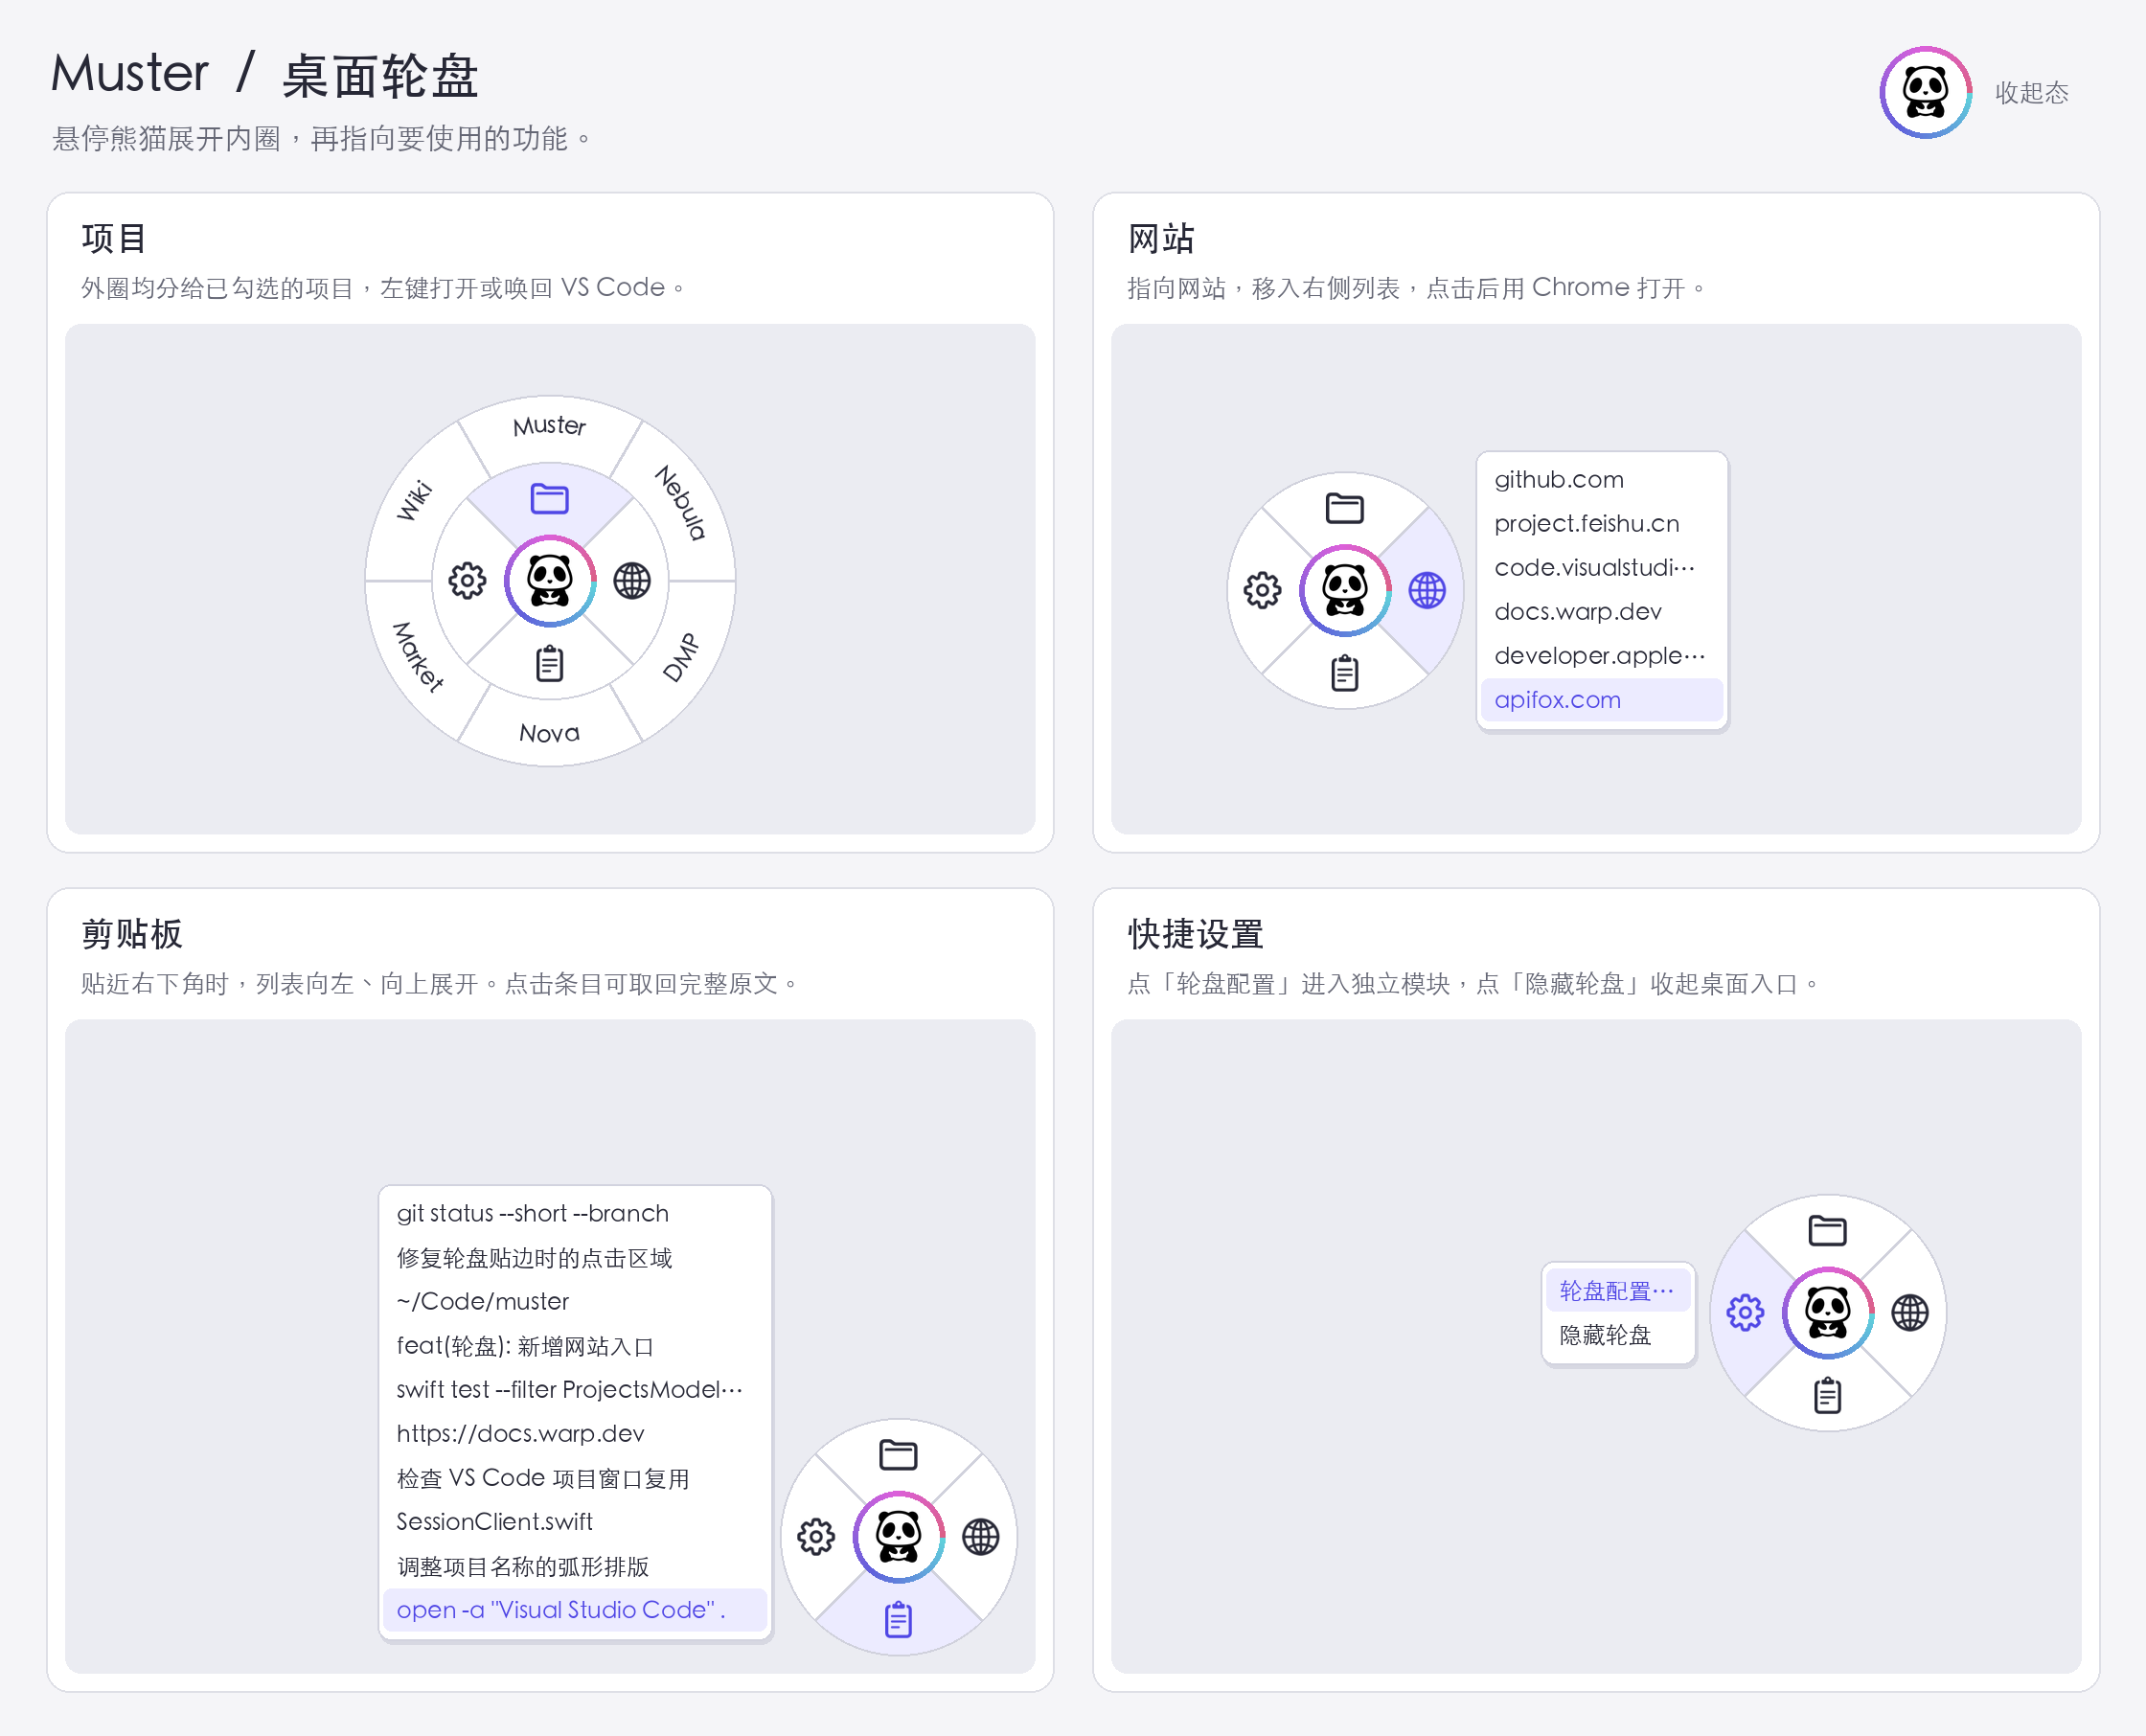 Muster / 桌面轮盘
悬停熊猫展开内圈，再指向要使用的功能。
收起态
项目
外圈均分给已勾选的项目，左键打开或唤回 VS Code。
Muster
Nebula
DMP
Nova
Market
Wiki
网站
指向网站，移入右侧列表，点击后用 Chrome 打开。
github.com
project.feishu.cn
code.visualstudi…
docs.warp.dev
developer.apple…
apifox.com
剪贴板
贴近右下角时，列表向左、向上展开。点击条目可取回完整原文。
git status --short --branch
修复轮盘贴边时的点击区域
~/Code/muster
feat(轮盘): 新增网站入口
swift test --filter ProjectsModel…
https://docs.warp.dev
检查 VS Code 项目窗口复用
SessionClient.swift
调整项目名称的弧形排版
open -a "Visual Studio Code" .
快捷设置
点「轮盘配置」进入独立模块，点「隐藏轮盘」收起桌面入口。
轮盘配置…
隐藏轮盘